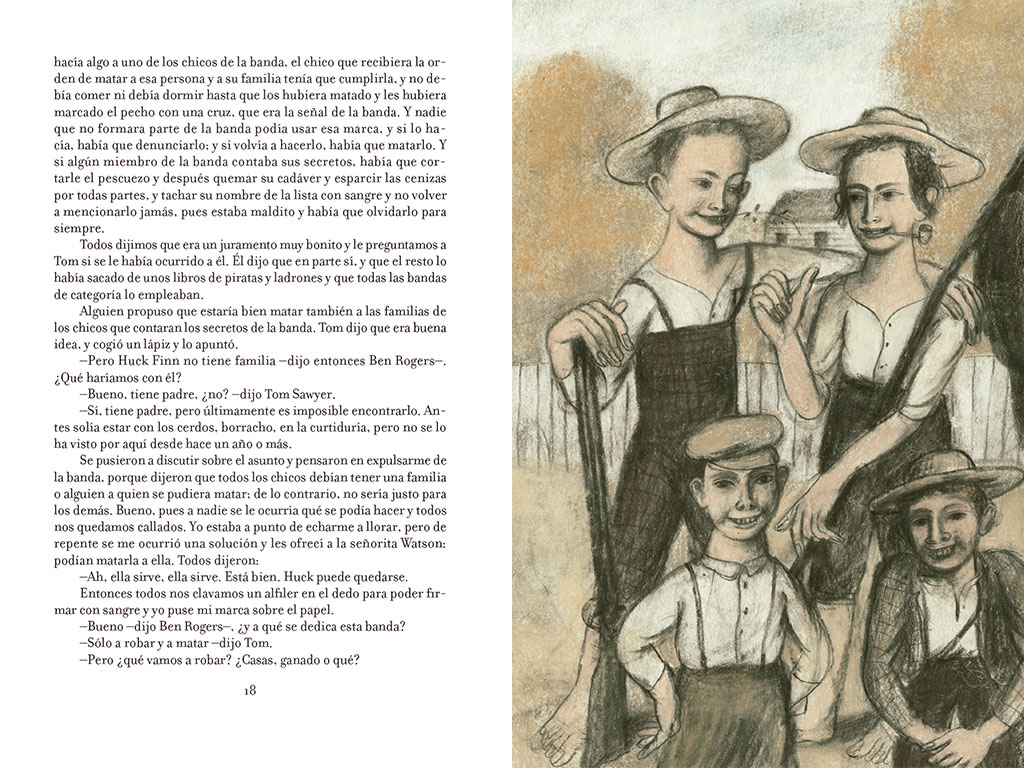 hacía algo a uno de los chicos de la banda, el chico que recibiera la or-
den de matar a esa persona y a su familia tenía que cumplirla, y no de-
bía comer ni debía dormir hasta que los hubiera matado y les hubiera
marcado el pecho con una cruz, que era la señal de la banda. Y nadie
que no formara parte de la banda podía usar esa marca, y si lo ha-
cía, había que denunciarlo; y si volvía a hacerlo, había que matarlo. Y
si algún miembro de la banda contaba sus secretos, había que cor-
tarle el pescuezo y después quemar su cadáver y esparcir las cenizas
por todas partes, y tachar su nombre de la lista con sangre y no volver
a mencionarlo jamás, pues estaba maldito y había que olvidarlo para
siempre.
Todos dijimos que era un juramento muy bonito y le preguntamos a
Tom si se le había ocurrido a él. Él dijo que en parte sí, y que el resto lo
había sacado de unos libros de piratas y ladrones y que todas las bandas
de categoría lo empleaban.
Alguien propuso que estaría bien matar también a las familias de
los chicos que contaran los secretos de la banda. Tom dijo que era buena
idea, y cogió un lápiz y lo apuntó.
—Pero Huck Finn no tiene familia —dijo entonces Ben Rogers—.
¿Qué haríamos con él?
—Bueno, tiene padre, ¿no? —dijo Tom Sawyer.
—Sí, tiene padre, pero últimamente es imposible encontrarlo. An-
tes solía estar con los cerdos, borracho, en la curtiduría, pero no se lo
ha visto por aquí desde hace un año o más.
Se pusieron a discutir sobre el asunto y pensaron en expulsarme de
la banda, porque dijeron que todos los chicos debían tener una familia
o alguien a quien se pudiera matar; de lo contrario, no sería justo para
los demás. Bueno, pues a nadie se le ocurría qué se podía hacer y todos
nos quedamos callados. Yo estaba a punto de echarme a llorar, pero de
repente se me ocurrió una solución y les ofrecí a la señorita Watson:
podían matarla a ella. Todos dijeron:
—Ah, ella sirve, ella sirve. Está bien. Huck puede quedarse.
Entonces todos nos clavamos un alfiler en el dedo para poder fir-
mar con sangre y yo puse mi marca sobre el papel.
—Bueno —dijo Ben Rogers—, ¿y a qué se dedica esta banda?
—Sólo a robar y a matar —dijo Tom.
—Pero ¿qué vamos a robar? ¿Casas, ganado o qué?
18